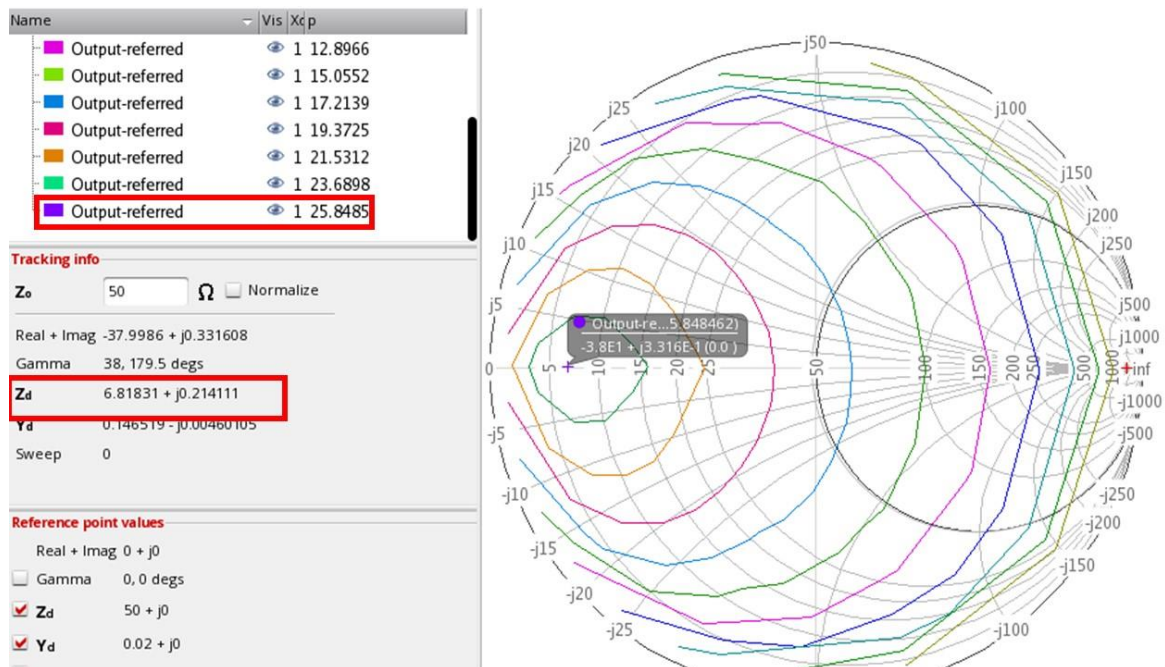 Name Vis Xc p
Output-referred 1 12.8966
Output-referred 1 15.0552
Output-referred 1 17.2139
Output-referred 1 19.3725
Output-referred 1 21.5312
Output-referred 1 23.6898
Output-referred 1 25.8485
Tracking info
Zo 50 Ω Normalize
Real + Imag -37.9986 + j0.331608
Gamma 38, 179.5 degs
Zd 6.81831 + j0.214111
Yd 0.146519 - j0.00460105
Sweep 0
Reference point values
Real + Imag 0 + j0
Gamma 0, 0 degs
Zd 50 + j0
Yd 0.02 + j0
j50
j25
j100
j20
j150
j15
j200
j10
j250
j5
j500
Output-re...5.848462)
j1000
-3.8E1 + j3.316E-1 (0.0 )
0 5 10 15 20 25 50 100 150 200 250 500 1000 inf
-j1000
-j5
-j500
-j10
-j250
-j200
-j15
-j150
-j20
-j25
-j100